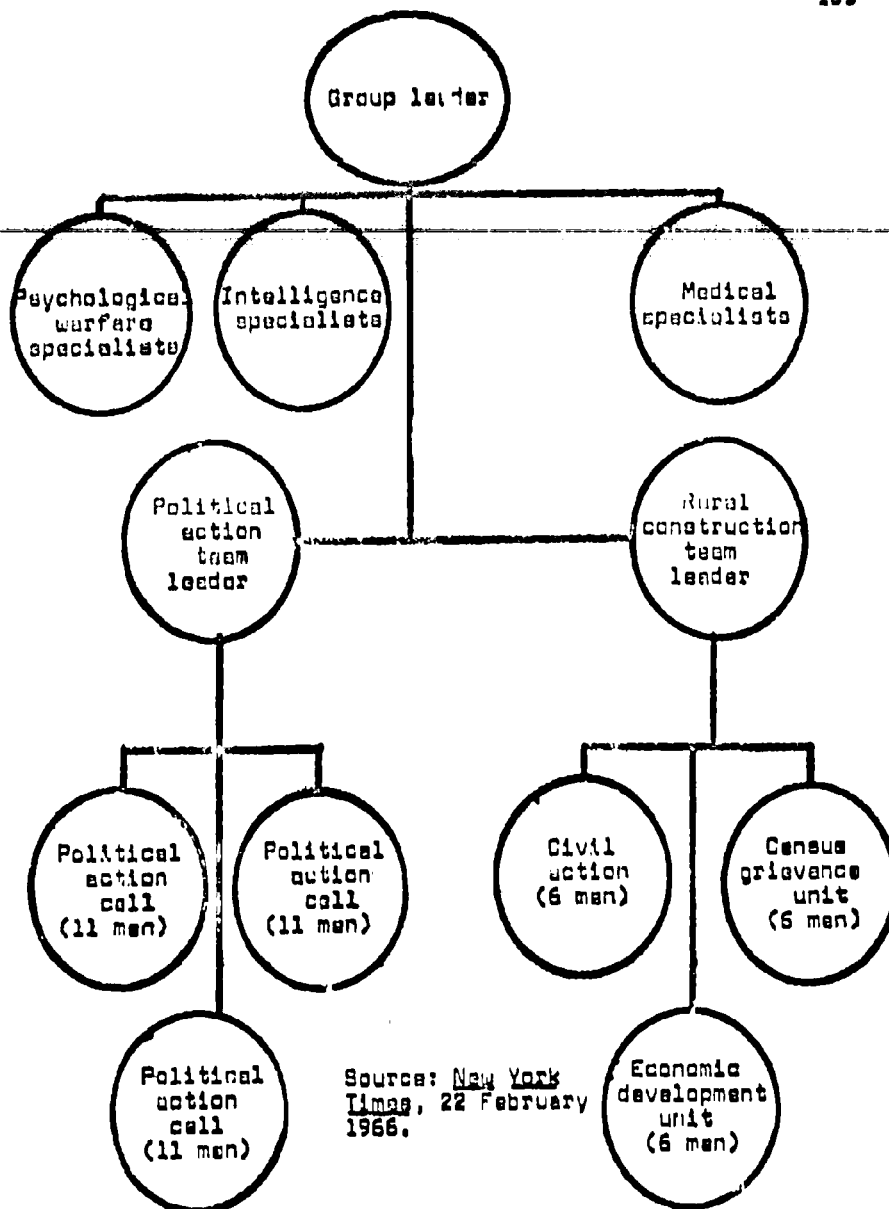 Group leader
Psychological
warfare
specialists
Intelligence
specialists
Medical
specialists
Political
action
team
leader
Rural
construction
team
leader
Political
action
cell
(11 men)
Political
action
cell
(11 men)
Civil
action
(6 men)
Census
grievance
unit
(6 men)
Political
action
cell
(11 men)
Source: New York
Times, 22 February
1966.
Economic
development
unit
(6 men)